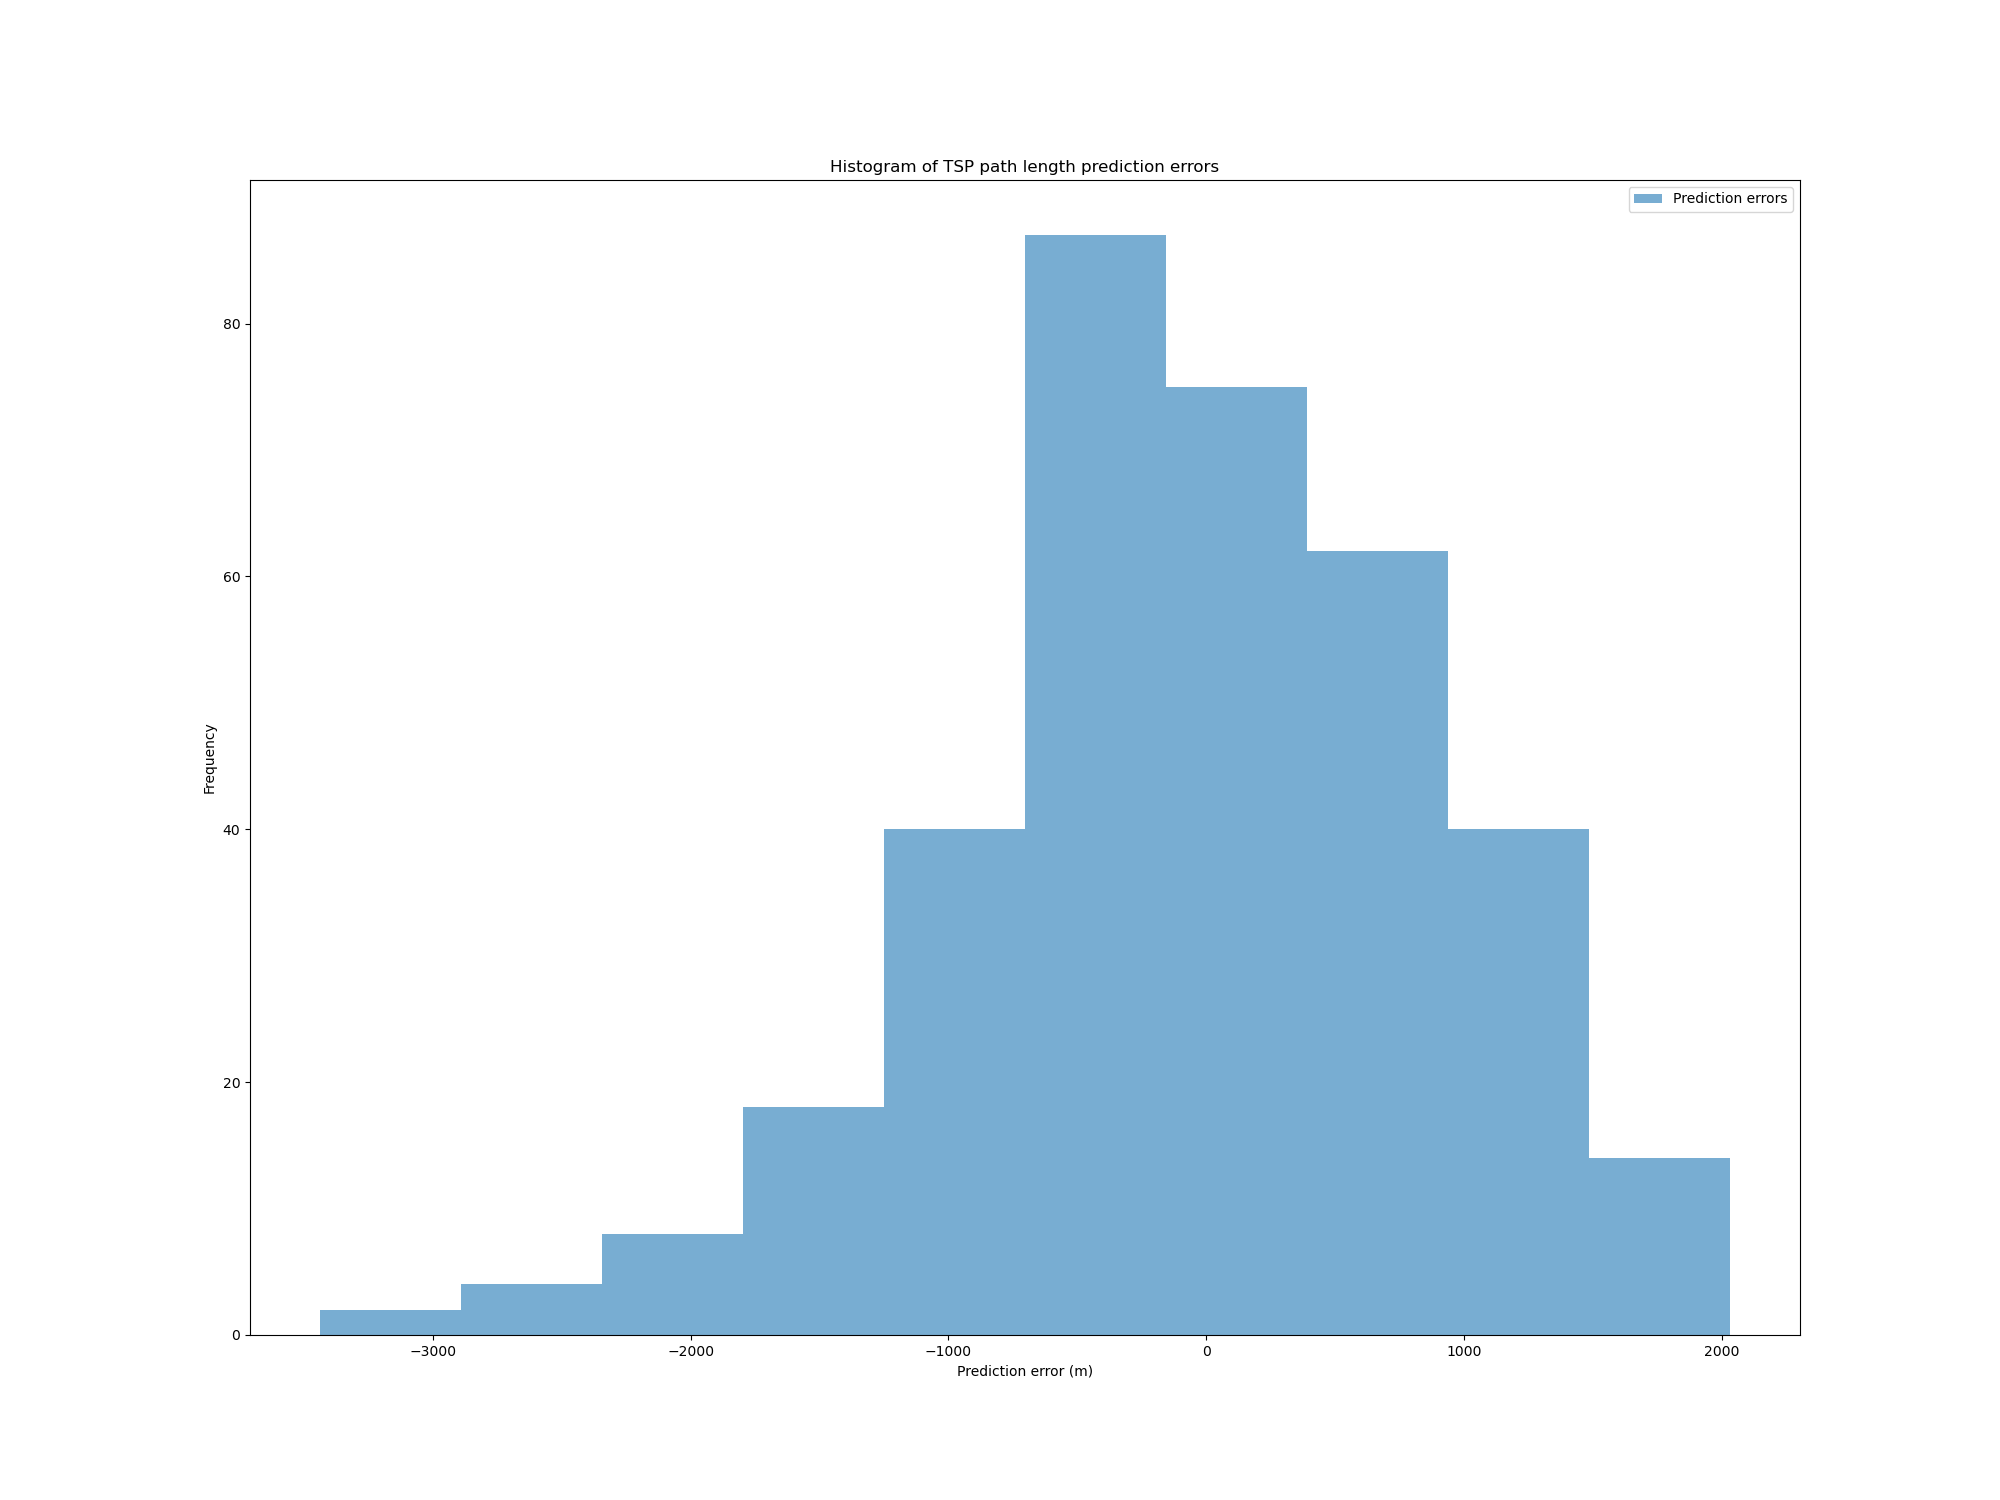 Histogram of TSP path length prediction errors
Prediction errors
80
60
40
20
0
Frequency
−3000
−2000
−1000
0
1000
2000
Prediction error (m)